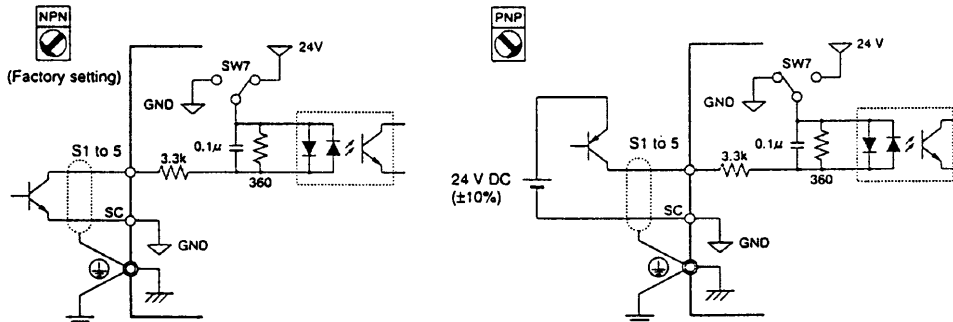 NPN
(Factory setting)
24V
SW7
GND
S1 to 5
3.3k
0.1μ
360
SC
GND
PNP
24 V
SW7
GND
S1 to 5
3.3k
0.1μ
360
24 V DC
(±10%)
SC
GND